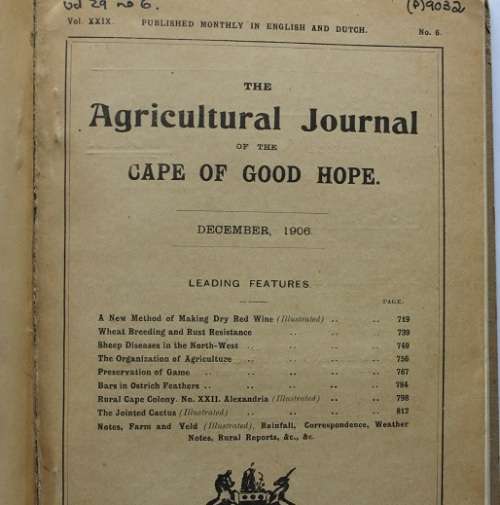 Vol 29 no 6.
(P)9032
Vol. XXIX. PUBLISHED MONTHLY IN ENGLISH AND DUTCH. No. 6.
THE
Agricultural Journal
OF THE
CAPE OF GOOD HOPE.
DECEMBER, 1906.
LEADING FEATURES.
PAGE.
A New Method of Making Dry Red Wine (Illustrated) .. .. 719
Wheat Breeding and Rust Resistance .. .. .. 739
Sheep Diseases in the North-West .. .. .. .. 749
The Organization of Agriculture .. .. .. .. 756
Preservation of Game .. .. .. .. .. 767
Bars in Ostrich Feathers .. .. .. .. .. 784
Rural Cape Colony. No. XXII. Alexandria (Illustrated) .. .. 798
The Jointed Cactus (Illustrated) .. .. .. .. 812
Notes, Farm and Veld (Illustrated), Rainfall, Correspondence, Weather
Notes, Rural Reports, &c., &c.